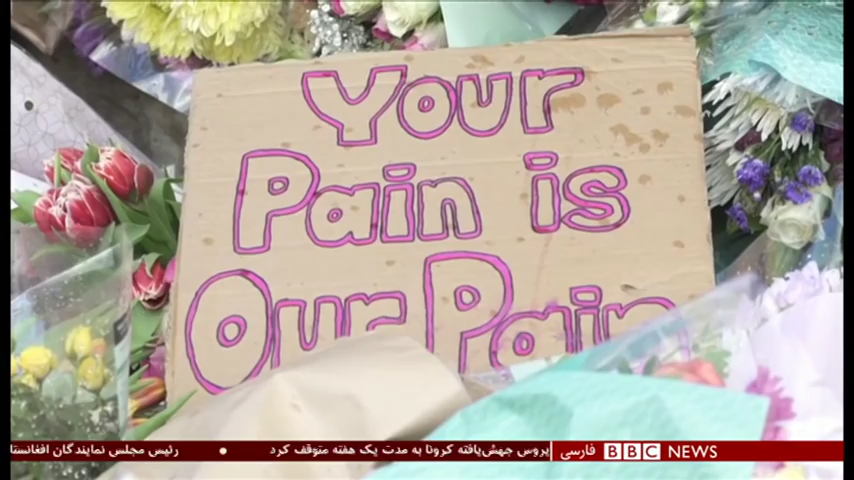 Your
Pain is
Our Pain
رئیس مجلس نمایندگان افغانستا • یروس جهش‌یافته کرونا به مدت یک هفته متوقف کرد
فارسی BBC NEWS